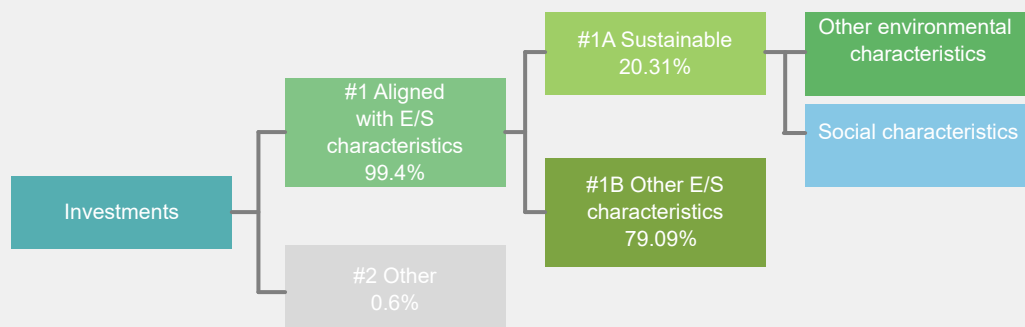 Investments
#1 Aligned
with E/S
characteristics
99.4%
#2 Other
0.6%
#1A Sustainable
20.31%
#1B Other E/S
characteristics
79.09%
Other environmental
characteristics
Social characteristics